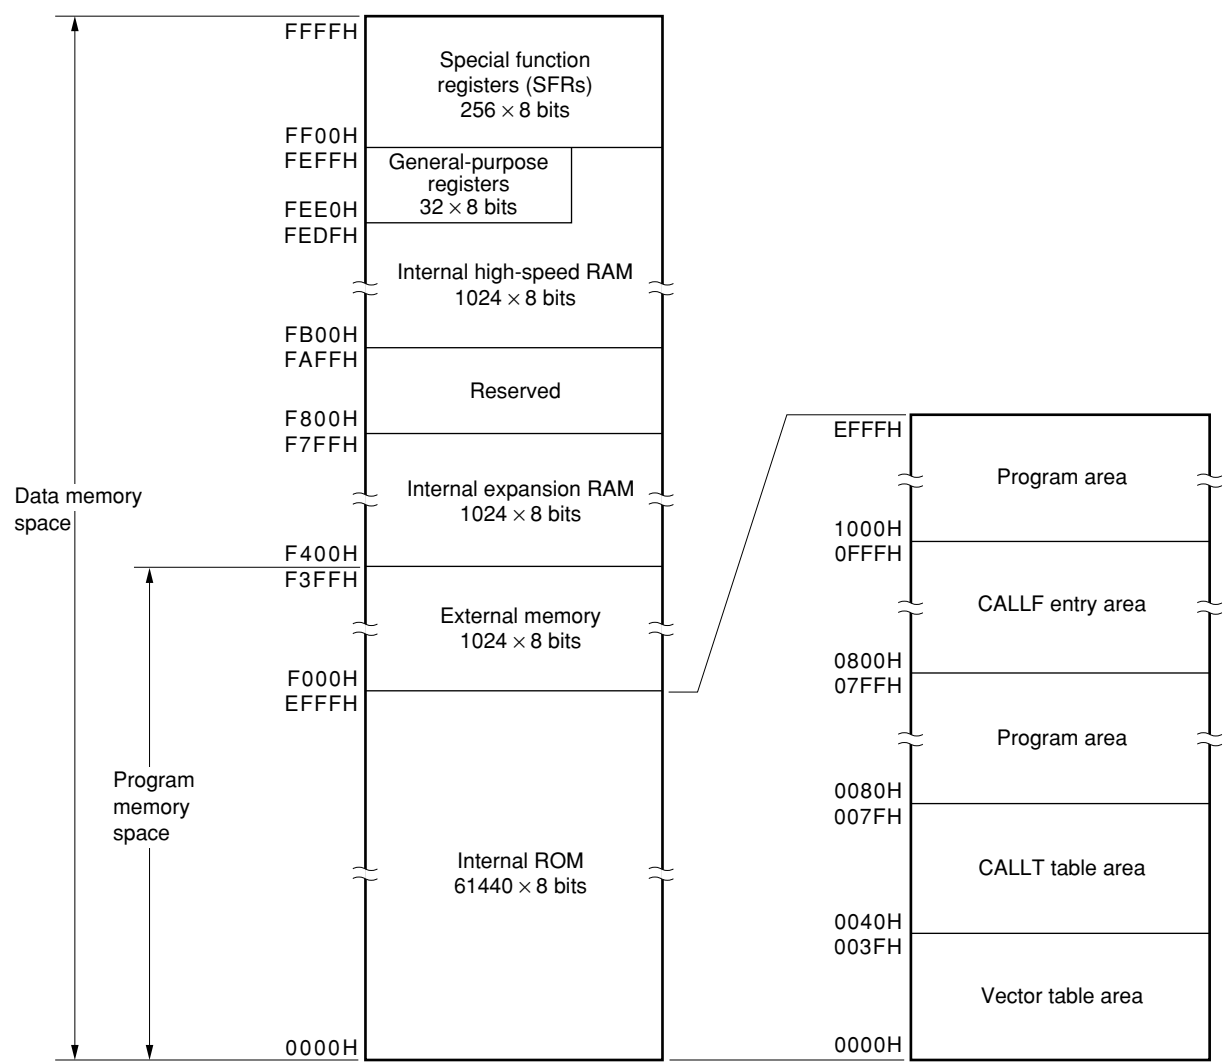 FFFFH
Special function
registers (SFRs)
256 × 8 bits
FF00H
FEFFH
General-purpose
registers
32 × 8 bits
FEE0H
FEDFH
Internal high-speed RAM
1024 × 8 bits
FB00H
FAFFH
Reserved
F800H
F7FFH
Internal expansion RAM
1024 × 8 bits
Data memory
space
F400H
F3FFH
External memory
1024 × 8 bits
F000H
EFFFH
Program
memory
space
Internal ROM
61440 × 8 bits
0000H
EFFFH
Program area
1000H
0FFFH
CALLF entry area
0800H
07FFH
Program area
0080H
007FH
CALLT table area
0040H
003FH
Vector table area
0000H